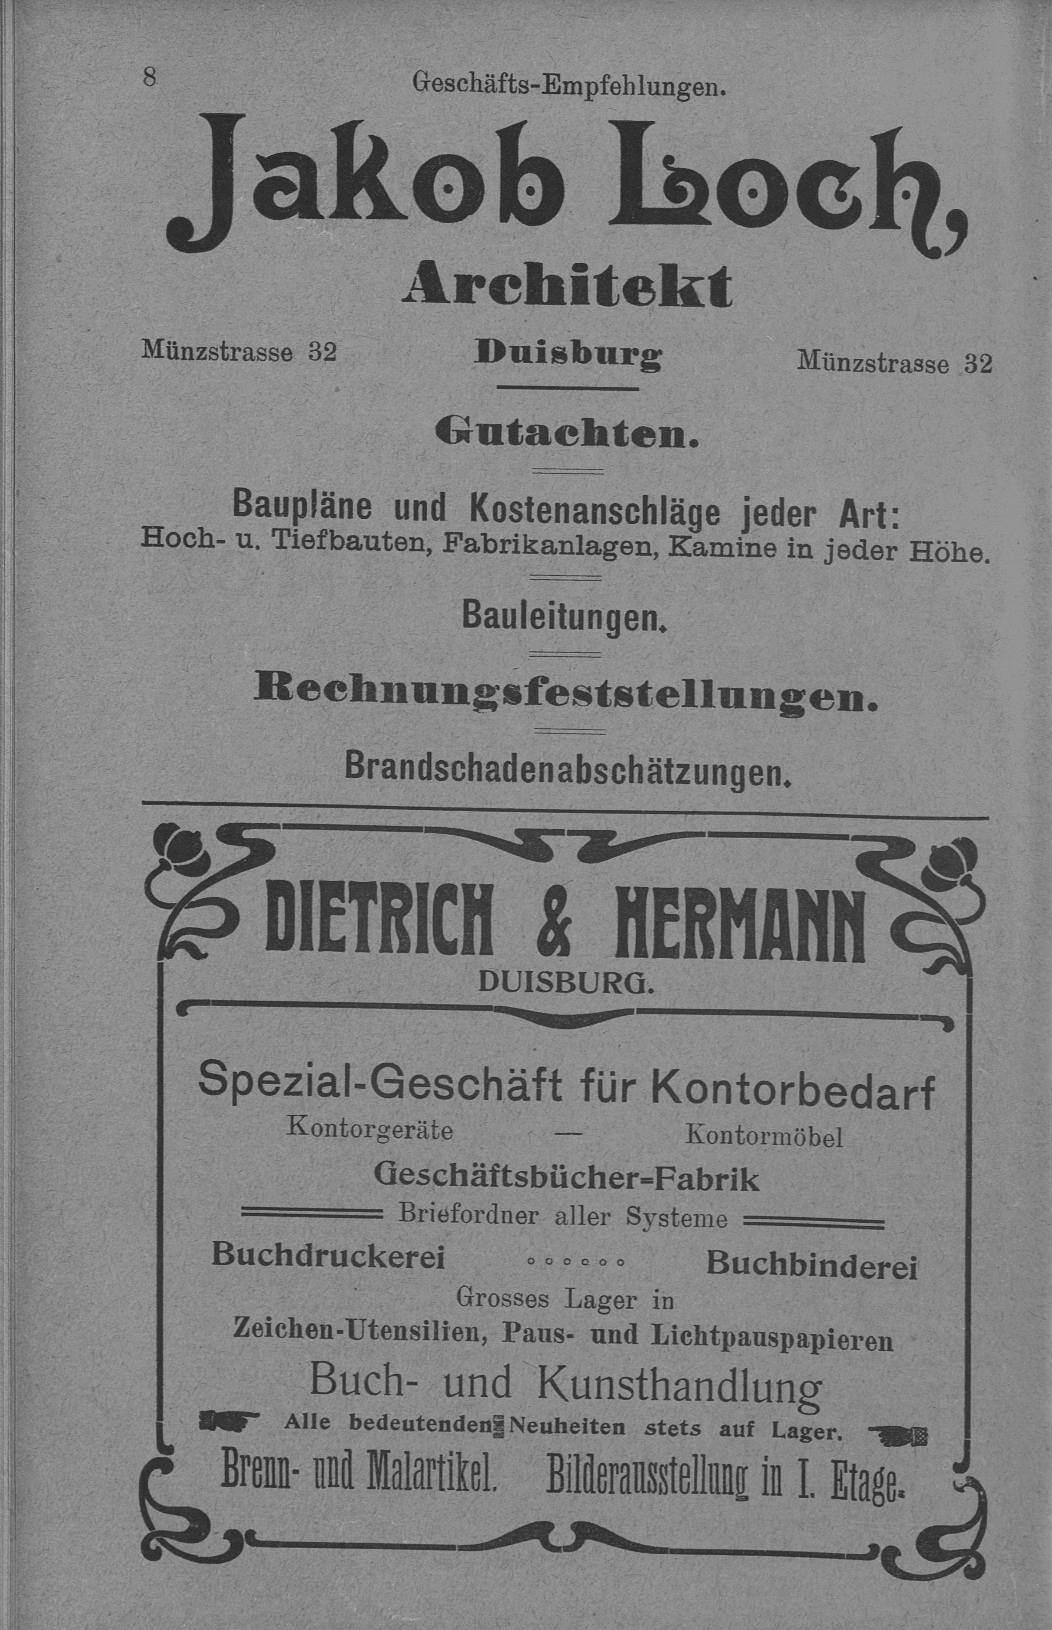 8 Geschäfts-Empfehlungen.
Jakob Loch,
Architekt
Münzstrasse 32 Duisburg Münzstrasse 32
Gutachten.
Baupläne und Kostenanschläge jeder Art:
Hoch- u. Tiefbauten, Fabrikanlagen, Kamine in jeder Höhe.
Bauleitungen.
Rechnungsfeststellungen.
Brandschadenabschätzungen.
DIETRICH & HERMANN
DUISBURG.
Spezial-Geschäft für Kontorbedarf
Kontorgeräte — Kontormöbel
Geschäftsbücher=Fabrik
Briefordner aller Systeme
Buchdruckerei ∘ ∘ ∘ ∘ ∘ ∘ Buchbinderei
Grosses Lager in
Zeichen-Utensilien, Paus- und Lichtpauspapieren
Buch- und Kunsthandlung
Alle bedeutenden Neuheiten stets auf Lager.
Brenn- und Malartikel. Bilderausstellung in I. Etage.